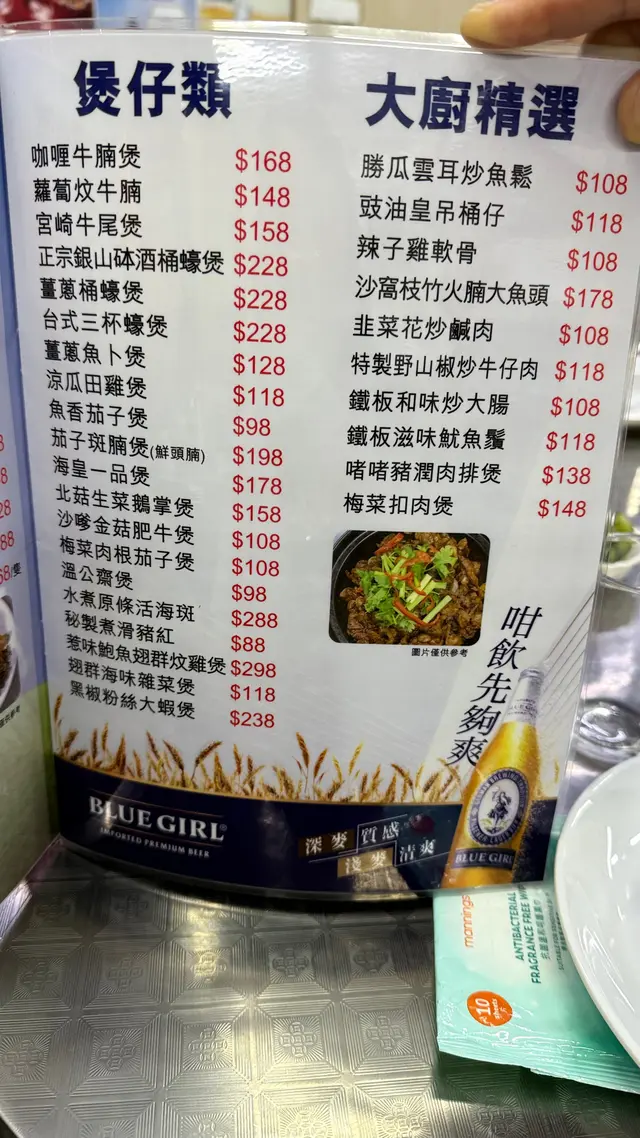 煲仔類
咖喱牛腩煲 $168
蘿蔔炆牛腩 $148
宮崎牛尾煲 $158
正宗銀山砵酒桶蠔煲 $228
薑蔥桶蠔煲 $228
台式三杯蠔煲 $228
薑蔥魚卜煲 $128
涼瓜田雞煲 $118
魚香茄子煲 $98
茄子斑腩煲(鮮頭腩) $198
海皇一品煲 $178
北菇生菜鵝掌煲 $158
沙嗲金菇肥牛煲 $108
梅菜肉根茄子煲 $108
溫公齋煲 $98
水煮原條活海斑 $288
秘製煮滑豬紅 $88
惹味鮑魚翅群炆雞煲 $298
翅群海味雜菜煲 $118
黑椒粉絲大蝦煲 $238
大廚精選
勝瓜雲耳炒魚鬆 $108
豉油皇吊桶仔 $118
辣子雞軟骨 $108
沙窩枝竹火腩大魚頭 $178
韭菜花炒鹹肉 $108
特製野山椒炒牛仔肉 $118
鐵板和味炒大腸 $108
鐵板滋味魷魚鬚 $118
啫啫豬潤肉排煲 $138
梅菜扣肉煲 $148
圖片僅供參考
咁飲先夠爽
BLUE GIRL
IMPORTED PREMIUM BEER
深麥 質感
淺麥 清爽
BLUE GIRL
mannings
ANTIBACTERIAL
FRAGRANCE FREE
10
Sheets